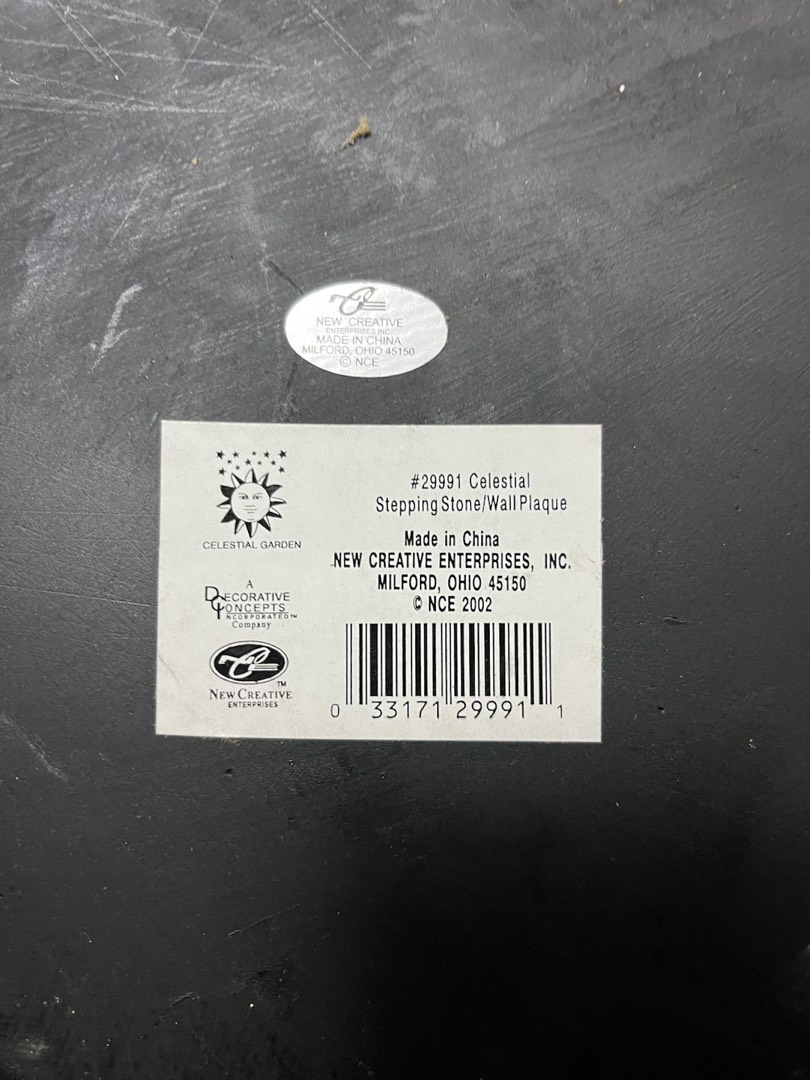 NEW CREATIVE
ENTERPRISES INC.
MADE IN CHINA
MILFORD, OHIO 45150
© NCE
CELESTIAL GARDEN
A
DECORATIVE
CONCEPTS
INCORPORATED™
Company
TM
NEW CREATIVE
ENTERPRISES
#29991 Celestial
Stepping Stone/Wall Plaque
Made in China
NEW CREATIVE ENTERPRISES, INC.
MILFORD, OHIO 45150
© NCE 2002
0 33171 29991 1